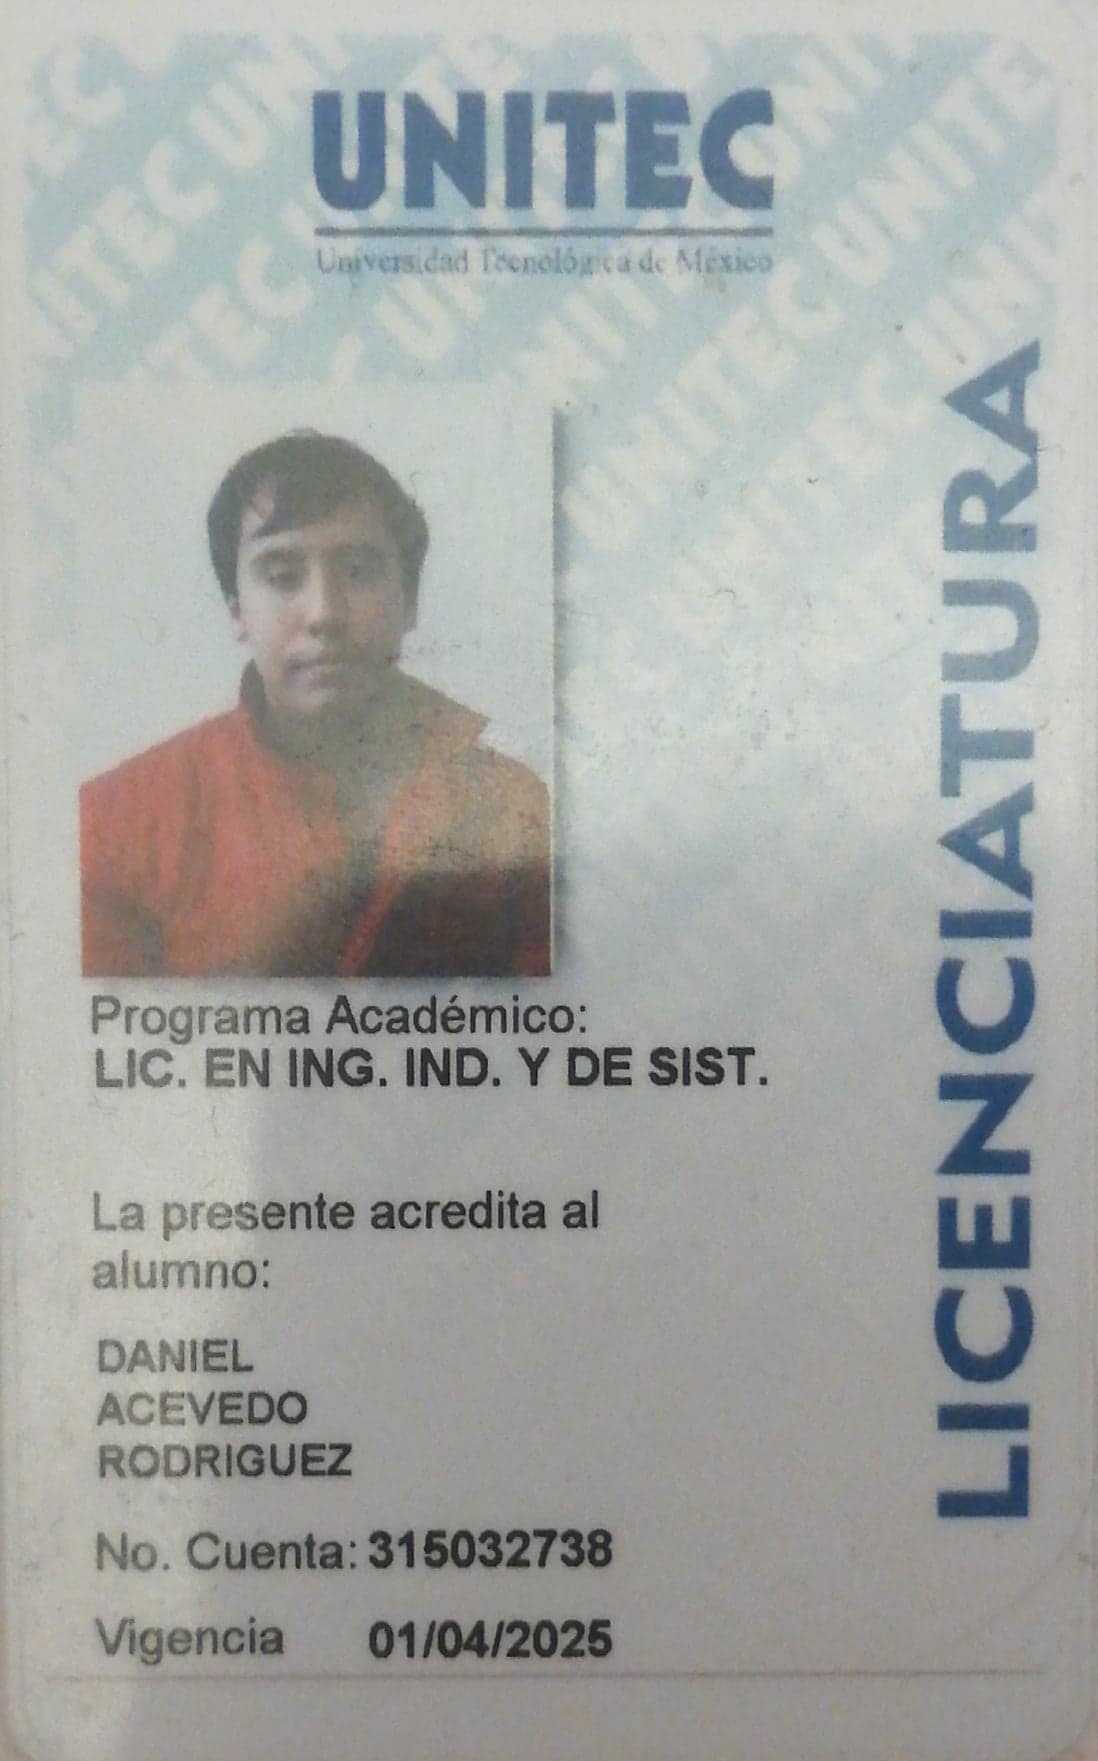 UNITEC
Universidad Tecnológica de México
LICENCIATURA
Programa Académico:
LIC. EN ING. IND. Y DE SIST.
La presente acredita al
alumno:
DANIEL
ACEVEDO
RODRIGUEZ
No. Cuenta: 315032738
Vigencia 01/04/2025